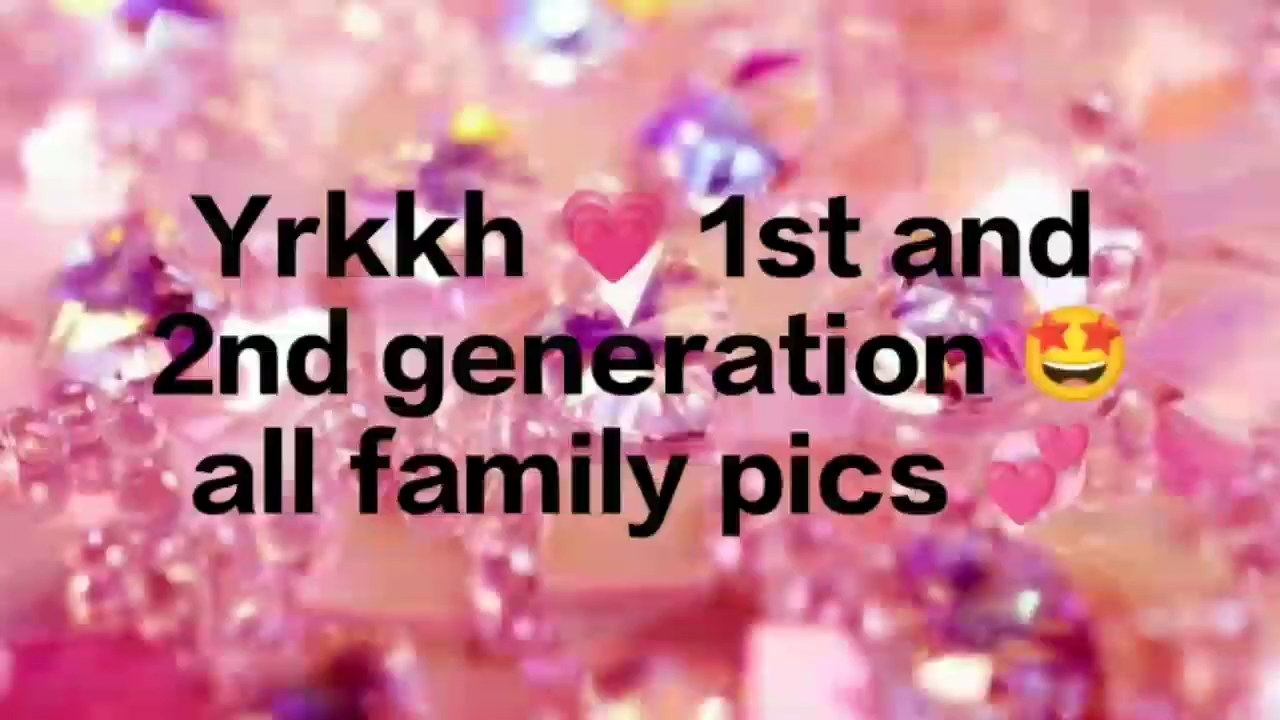 Yrkkh 💗 1st and
2nd generation 🤩
all family pics 💕